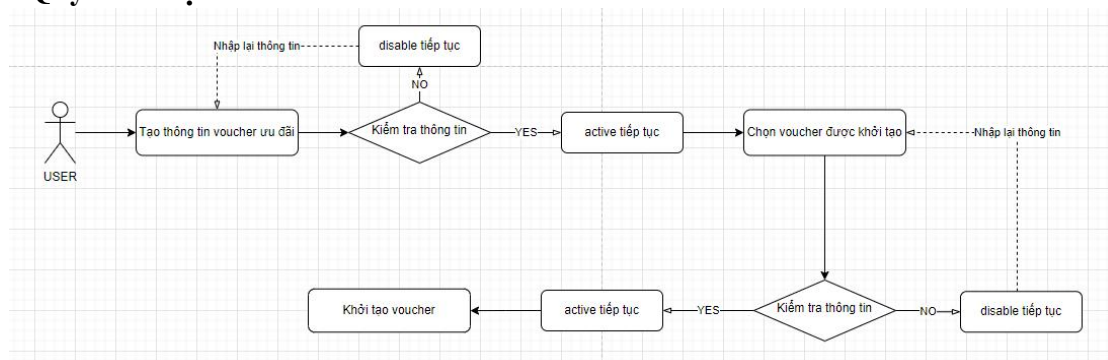 Nhập lại thông tin
disable tiếp tục
NO
Tạo thông tin voucher ưu đãi
Kiểm tra thông tin
YES
active tiếp tục
Chọn voucher được khởi tạo
Nhập lại thông tin
USER
Khởi tạo voucher
active tiếp tục
YES
Kiểm tra thông tin
NO
disable tiếp tục